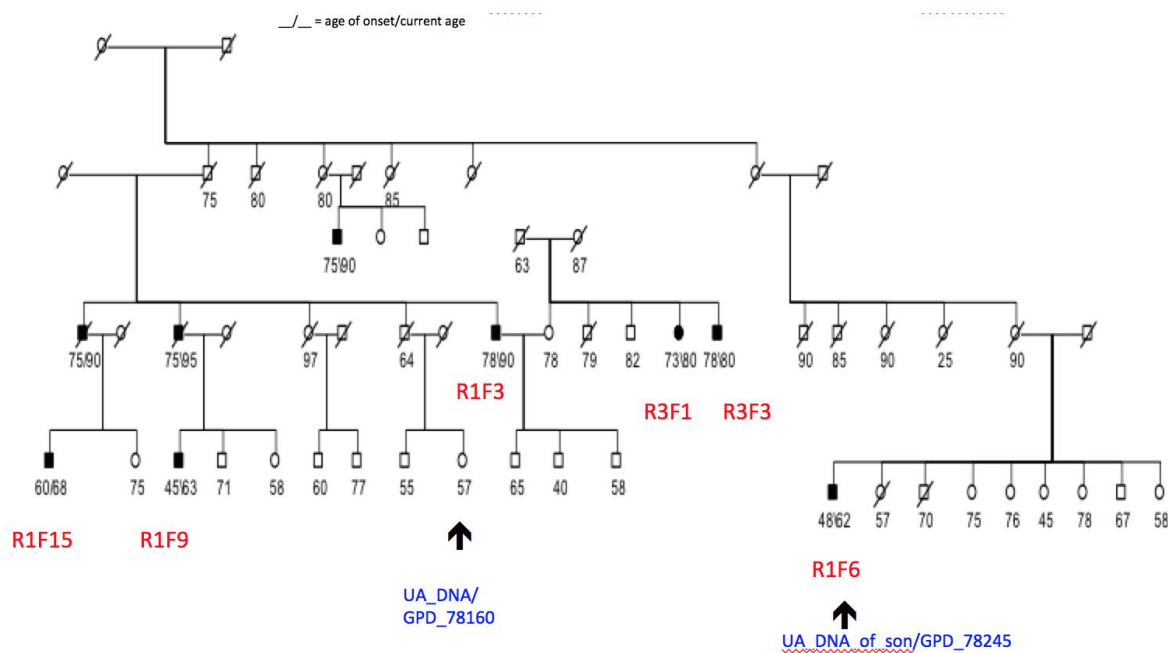 __/__ = age of onset/current age
75 80 80 85
75\90 63 87
75/90 75\95 97 64 78\90 78 79 82 73\80 78\80 90 85 90 25 90
R1F3 R3F1 R3F3
60/68 75 45\63 71 58 60 77 55 57 65 40 58 48\62 57 70 75 76 45 78 67 58
R1F15 R1F9 R1F6
UA_DNA/
GPD_78160
UA_DNA_of_son/GPD_78245